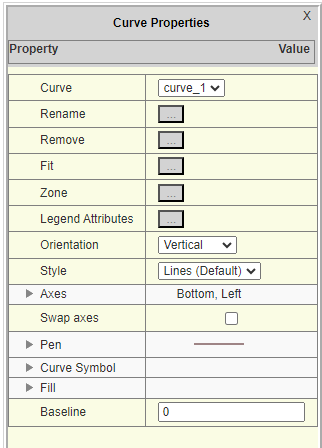 Curve Properties X
Property Value
Curve curve_1
Rename ...
Remove ...
Fit ...
Zone ...
Legend Attributes ...
Orientation Vertical
Style Lines (Default)
Axes Bottom, Left
Swap axes
Pen
Curve Symbol
Fill
Baseline 0